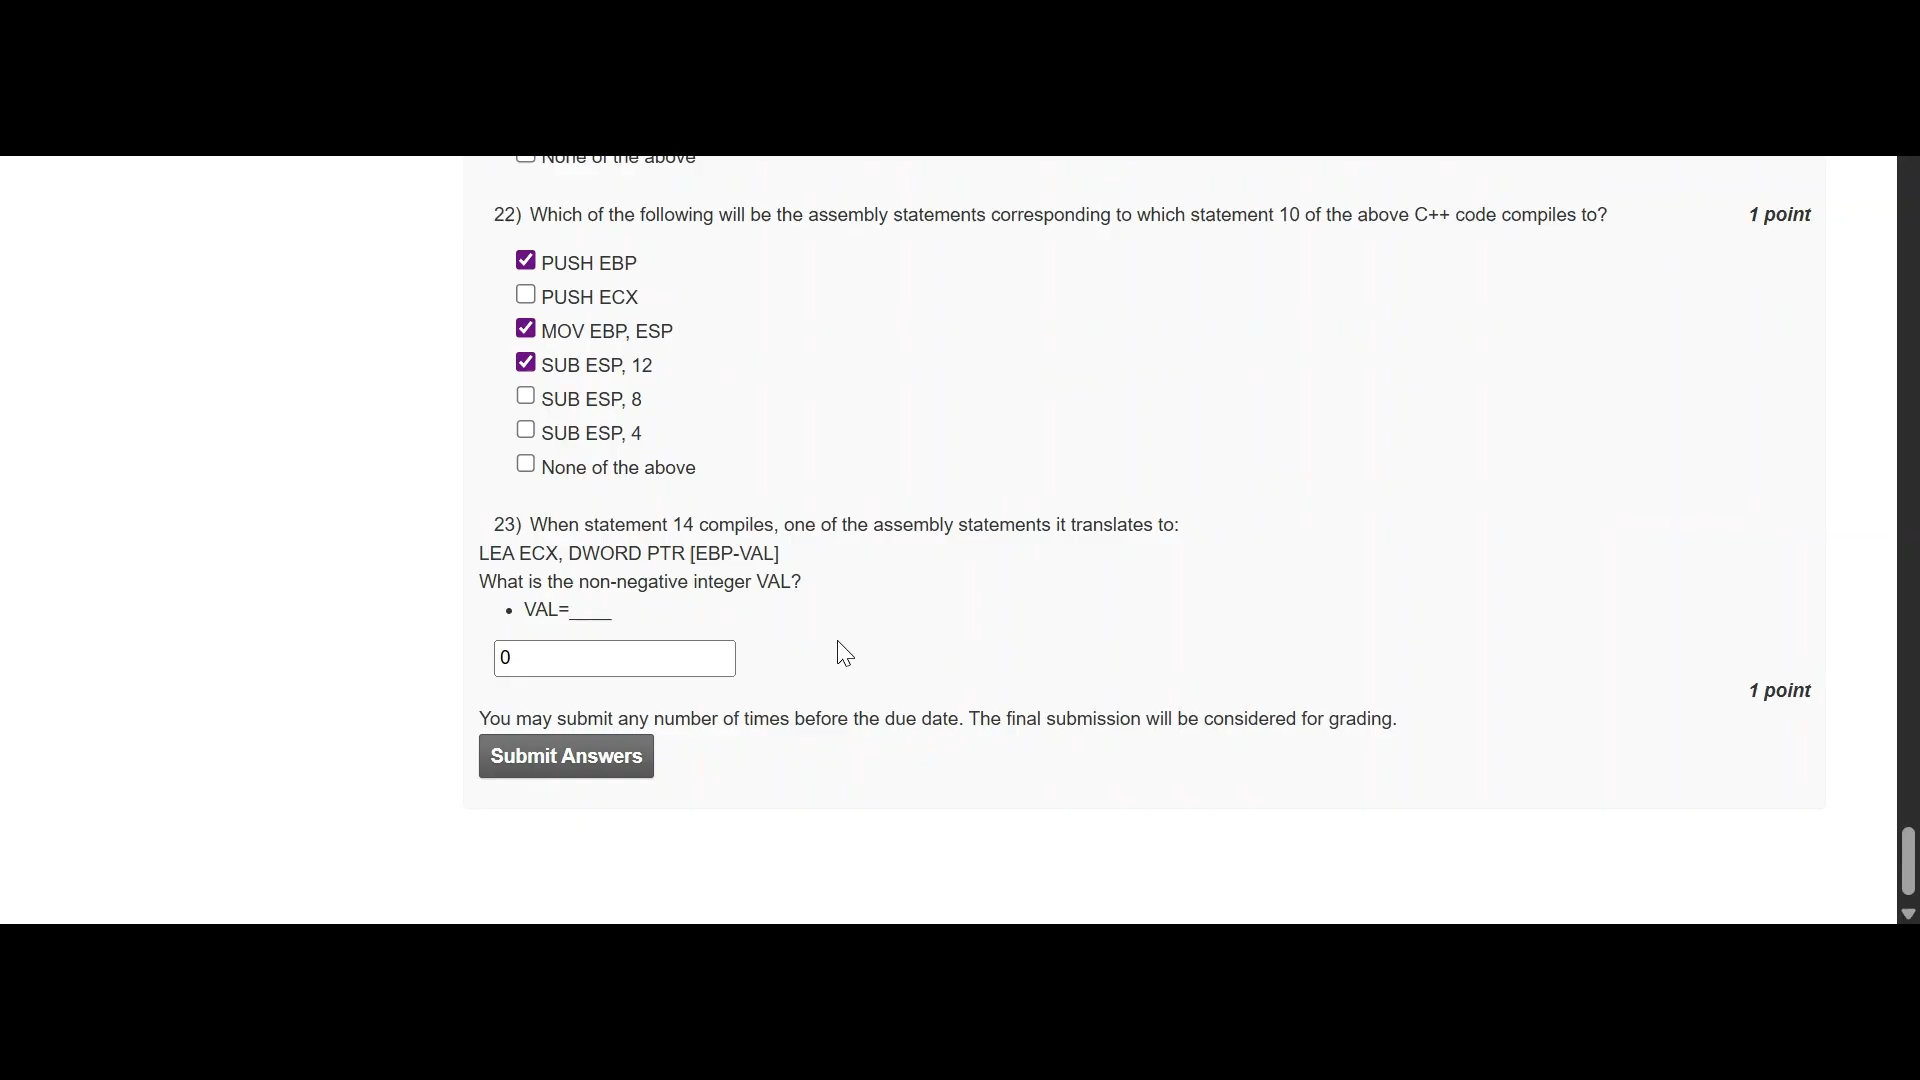 None of the above
22) Which of the following will be the assembly statements corresponding to which statement 10 of the above C++ code compiles to?
1 point
PUSH EBP
PUSH ECX
MOV EBP, ESP
SUB ESP, 12
SUB ESP, 8
SUB ESP, 4
None of the above
23) When statement 14 compiles, one of the assembly statements it translates to:
LEA ECX, DWORD PTR [EBP-VAL]
What is the non-negative integer VAL?
• VAL=____
0
1 point
You may submit any number of times before the due date. The final submission will be considered for grading.
Submit Answers